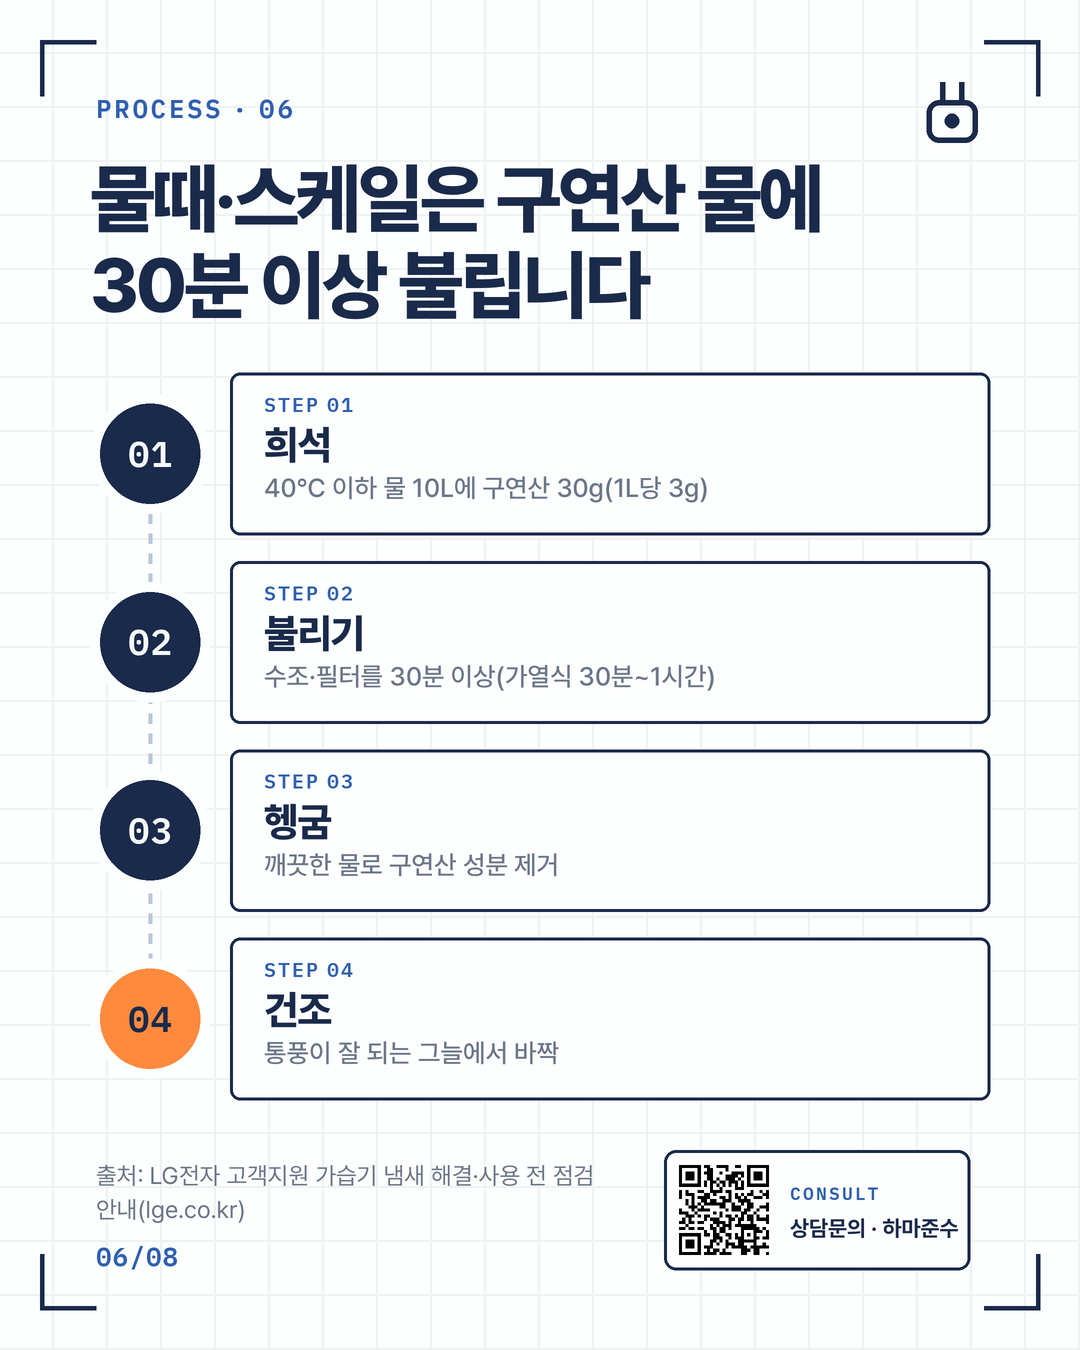 PROCESS · 06
물때·스케일은 구연산 물에
30분 이상 불립니다
01
STEP 01
희석
40°C 이하 물 10L에 구연산 30g(1L당 3g)
02
STEP 02
불리기
수조·필터를 30분 이상(가열식 30분~1시간)
03
STEP 03
헹굼
깨끗한 물로 구연산 성분 제거
04
STEP 04
건조
통풍이 잘 되는 그늘에서 바짝
출처: LG전자 고객지원 가습기 냄새 해결·사용 전 점검
안내(lge.co.kr)
06/08
CONSULT
상담문의 · 하마준수